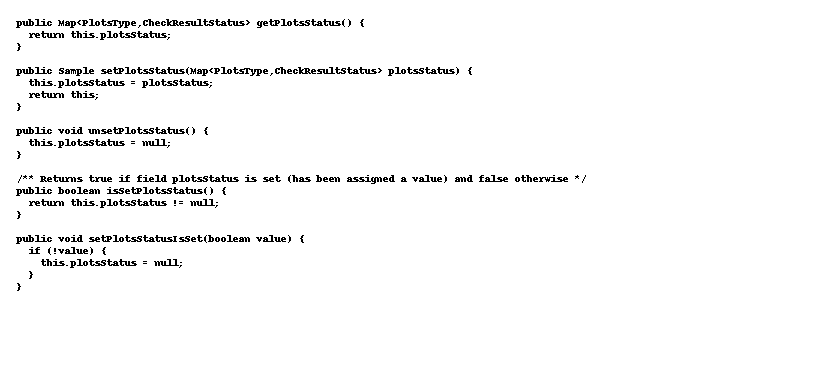 public Map<PlotsType,CheckResultStatus> getPlotsStatus() {
  return this.plotsStatus;
}

public Sample setPlotsStatus(Map<PlotsType,CheckResultStatus> plotsStatus) {
  this.plotsStatus = plotsStatus;
  return this;
}

public void unsetPlotsStatus() {
  this.plotsStatus = null;
}

/** Returns true if field plotsStatus is set (has been assigned a value) and false otherwise */
public boolean isSetPlotsStatus() {
  return this.plotsStatus != null;
}

public void setPlotsStatusIsSet(boolean value) {
  if (!value) {
    this.plotsStatus = null;
  }
}